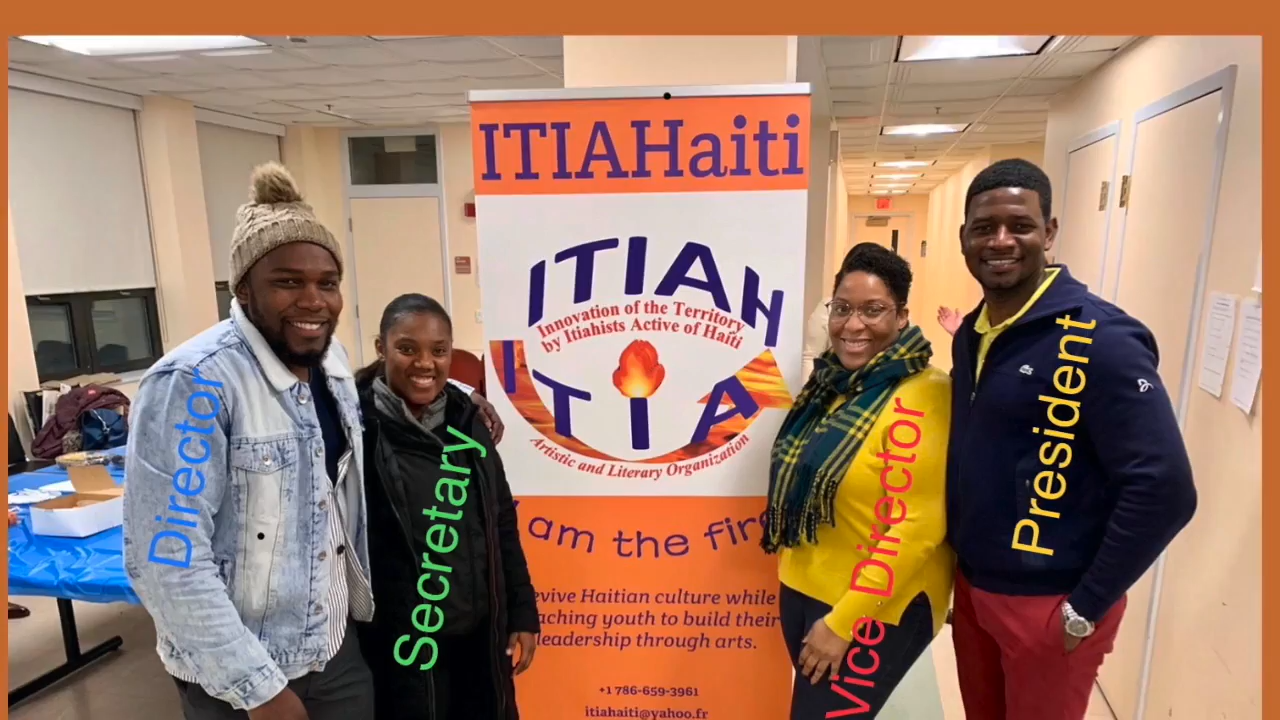 ITIAHaiti
ITIAH
Innovation of the Territory
by Itiahists Active of Haïti
ITIA
Artistic and Literary Organization
am the fire
evive Haitian culture while
aching youth to build their
leadership through arts.
+1 786-659-3961
itiahaiti@yahoo.fr
Director
Secretary
Vice Director
President